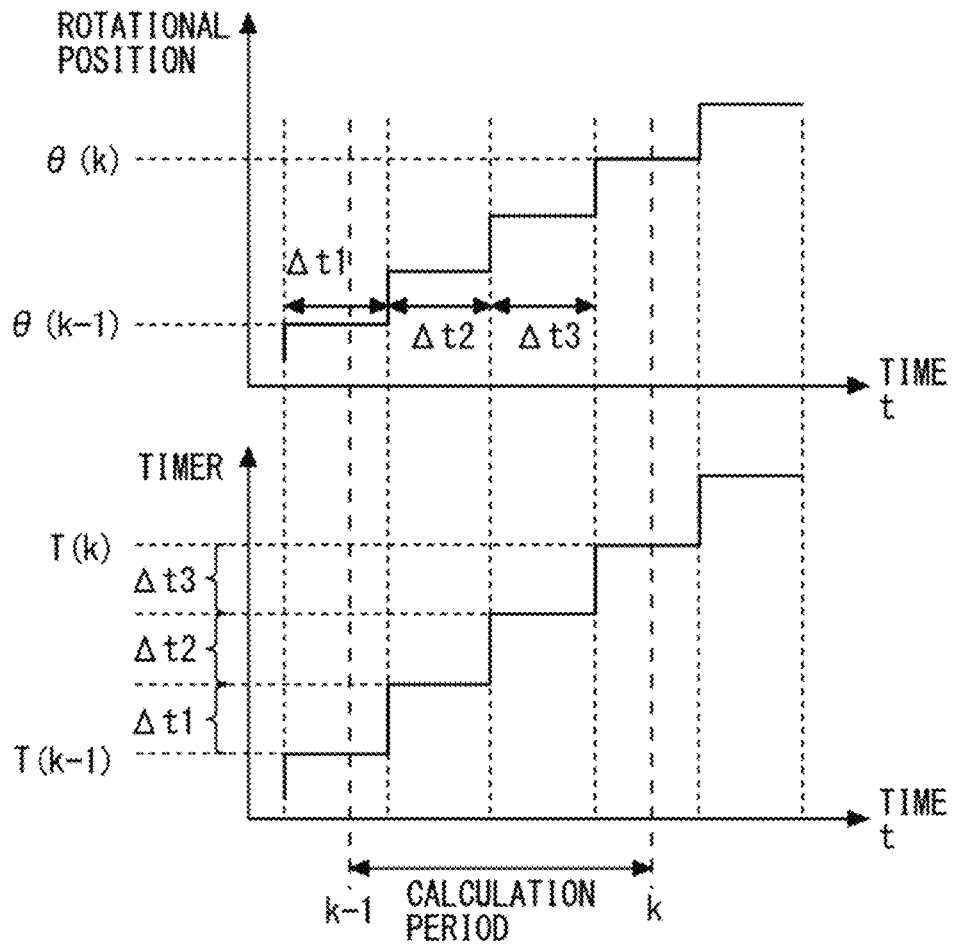 ROTATIONAL
POSITION
θ (k)
Δt1
θ (k-1)
Δt2
Δt3
TIME
t
TIMER
T(k)
Δt3
Δt2
Δt1
T(k-1)
TIME
t
k-1
CALCULATION
PERIOD
k